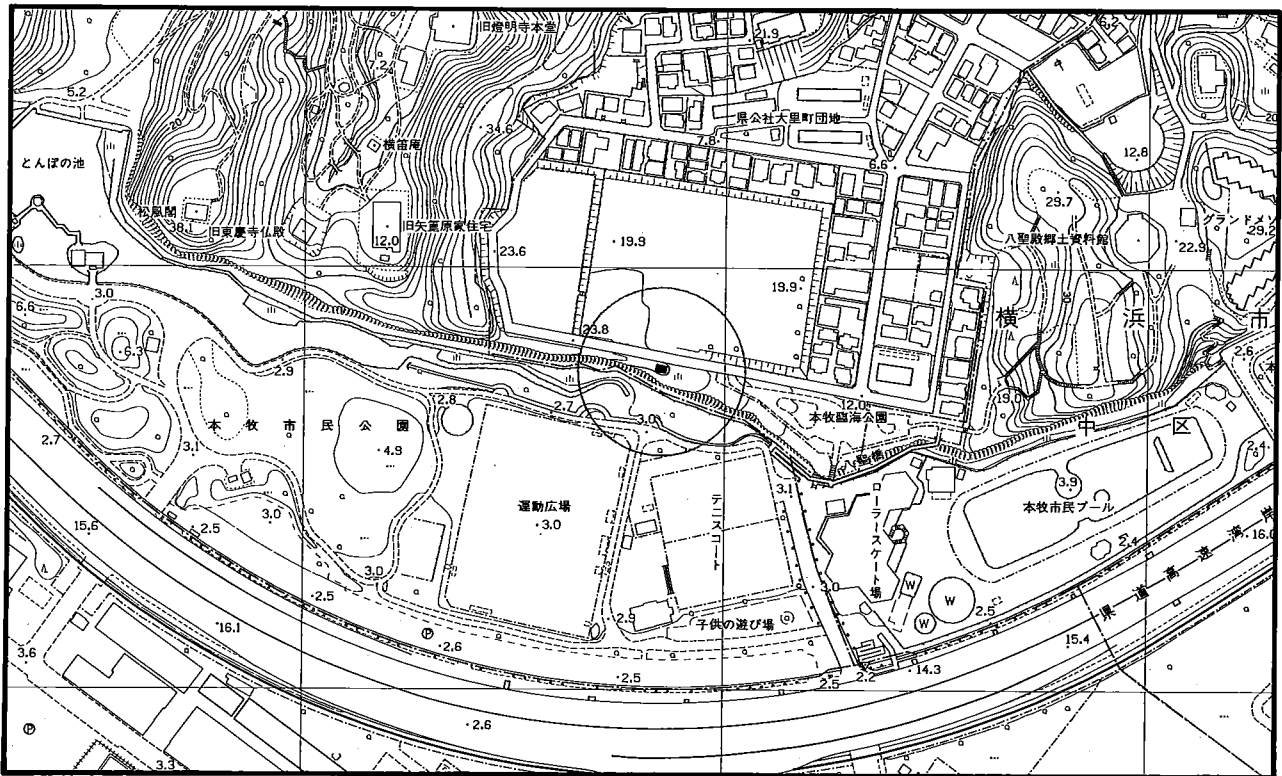 旧燈明寺本堂
21.9
6.2
5.2
7.2
20
34.6
横笛庵
県公社大里町団地
7.8
6.6
12.8
とんぼの池
松風閣
38.1
旧東慶寺仏殿
12.0
旧矢箆原家住宅
23.6
19.9
19.9
29.7
八聖殿郷土資料館
22.9
29.2
3.0
6.6
6.3
23.8
横浜市
2.6
2.9
2.8
2.7
3.0
12.0
本牧臨海公園
19.0
中区
本牧市民公園
4.9
2.7
3.1
八聖橋
2.4
3.9
本牧市民プール
運動広場
3.0
テニスコート
3.1
ローラースケート場
15.6
2.5
3.0
2.4
16.0
県道高速湾岸
3.0
2.5
3.0
W
W
W
2.5
16.1
P
2.9
子供の遊び場
3.6
2.6
15.4
14.3
2.5
2.5
2.2
P
2.6
3.3